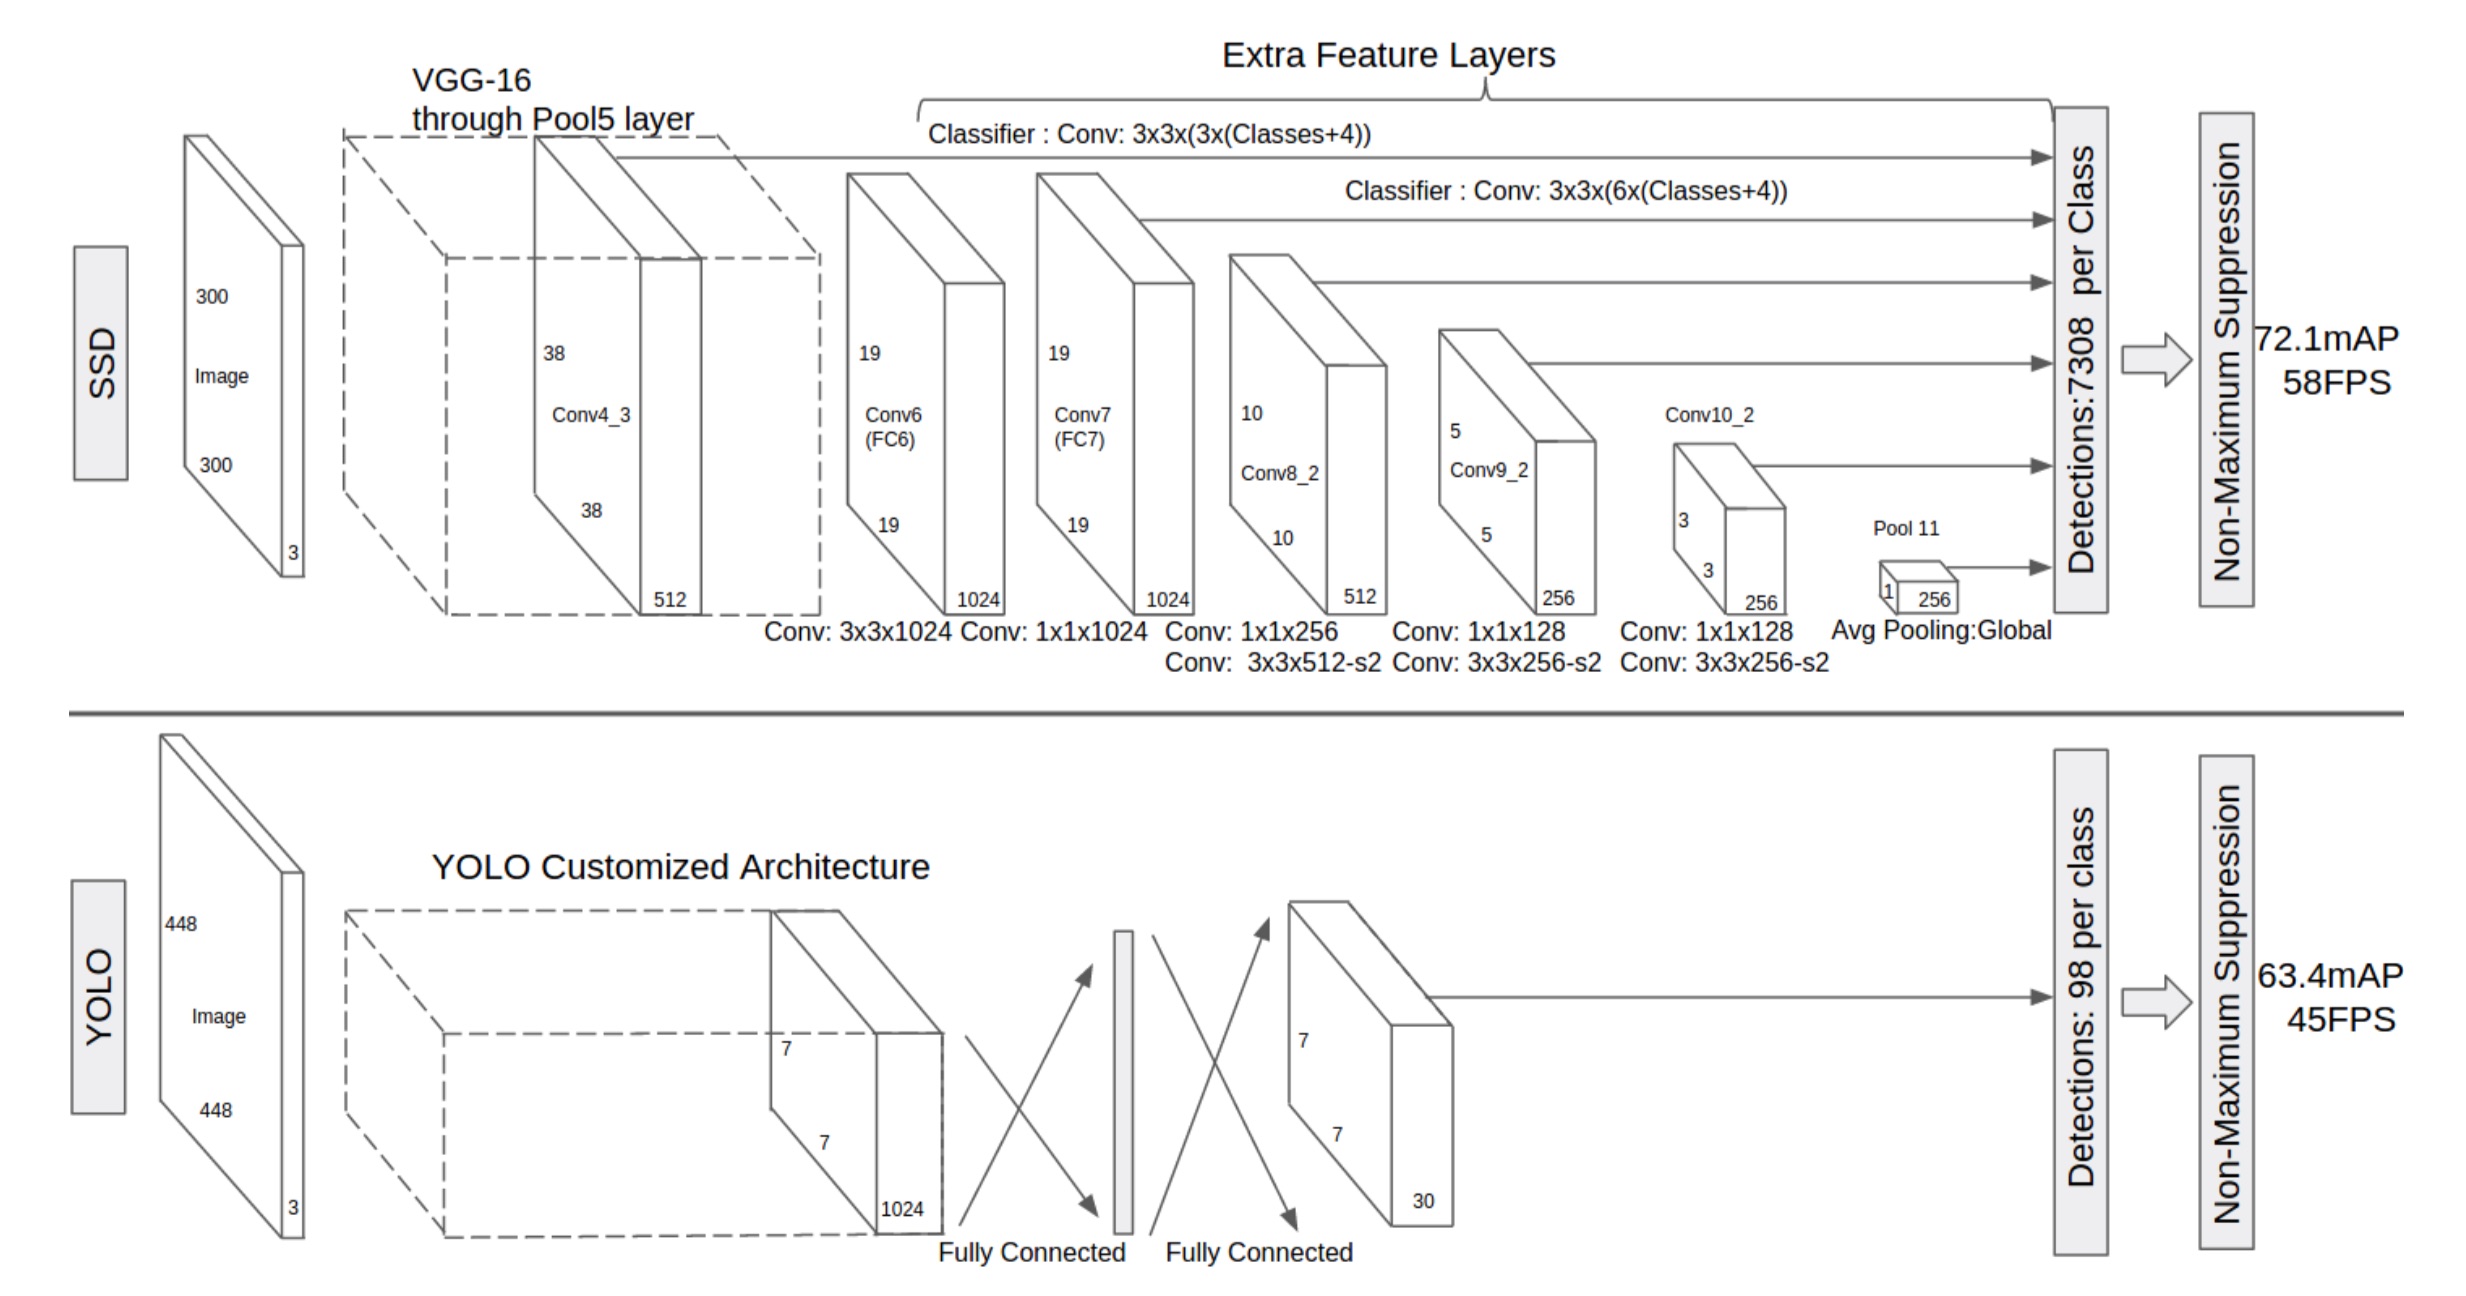 Extra Feature Layers
VGG-16
through Pool5 layer
Classifier : Conv: 3x3x(3x(Classes+4))
Classifier : Conv: 3x3x(6x(Classes+4))
SSD
300
Image
300
3
38
Conv4_3
38
512
19
Conv6
(FC6)
19
1024
19
Conv7
(FC7)
19
1024
10
Conv8_2
10
512
5
Conv9_2
5
256
Conv10_2
3
3
256
Pool 11
1
256
Conv: 3x3x1024
Conv: 1x1x1024
Conv: 1x1x256
Conv: 3x3x512-s2
Conv: 1x1x128
Conv: 3x3x256-s2
Conv: 1x1x128
Conv: 3x3x256-s2
Avg Pooling:Global
Detections:7308 per Class
Non-Maximum Suppression
72.1mAP
58FPS
YOLO
448
Image
448
3
YOLO Customized Architecture
7
7
1024
Fully Connected
Fully Connected
7
7
30
Detections: 98 per class
Non-Maximum Suppression
63.4mAP
45FPS